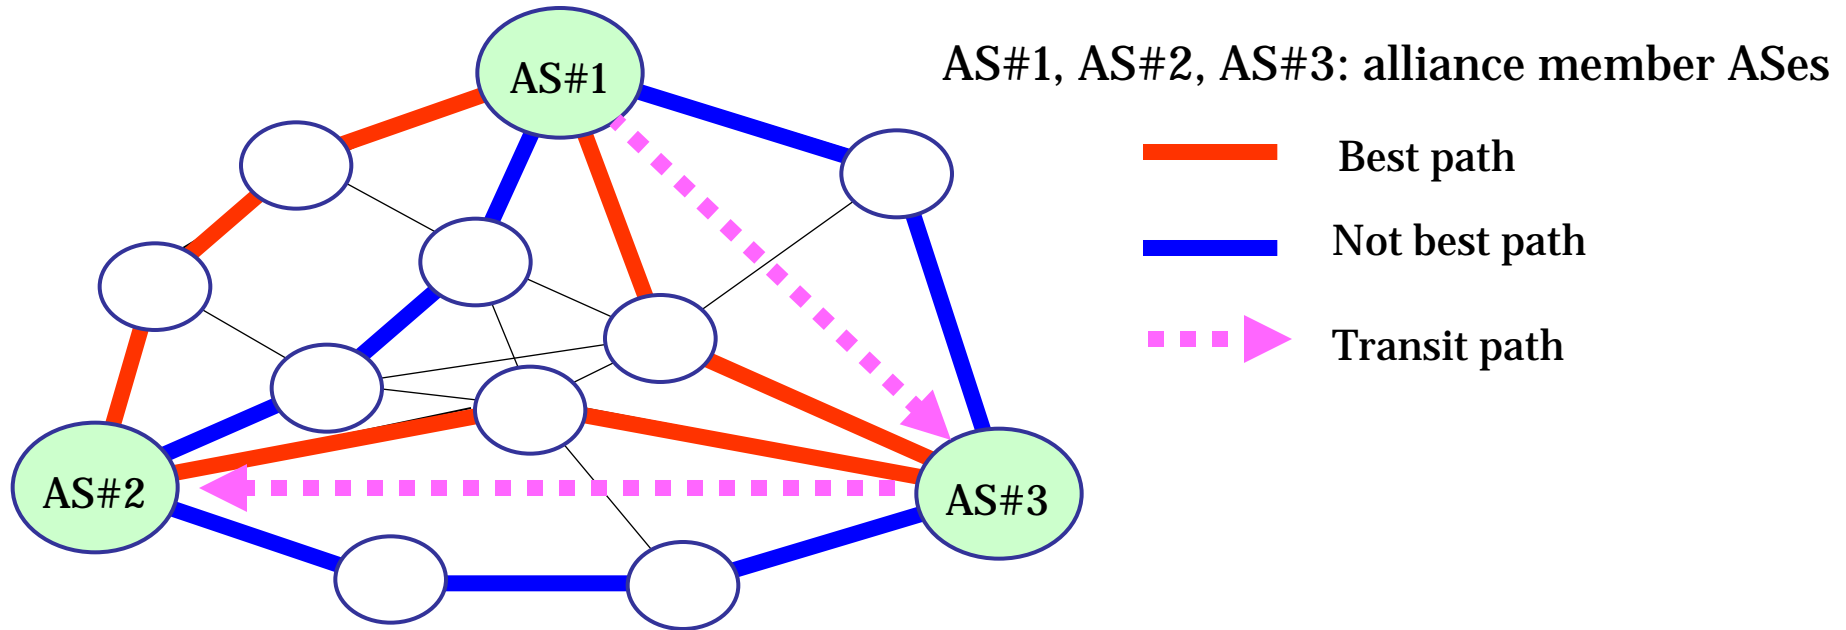 AS#1
AS#1, AS#2, AS#3: alliance member ASes
Best path
Not best path
Transit path
AS#2
AS#3